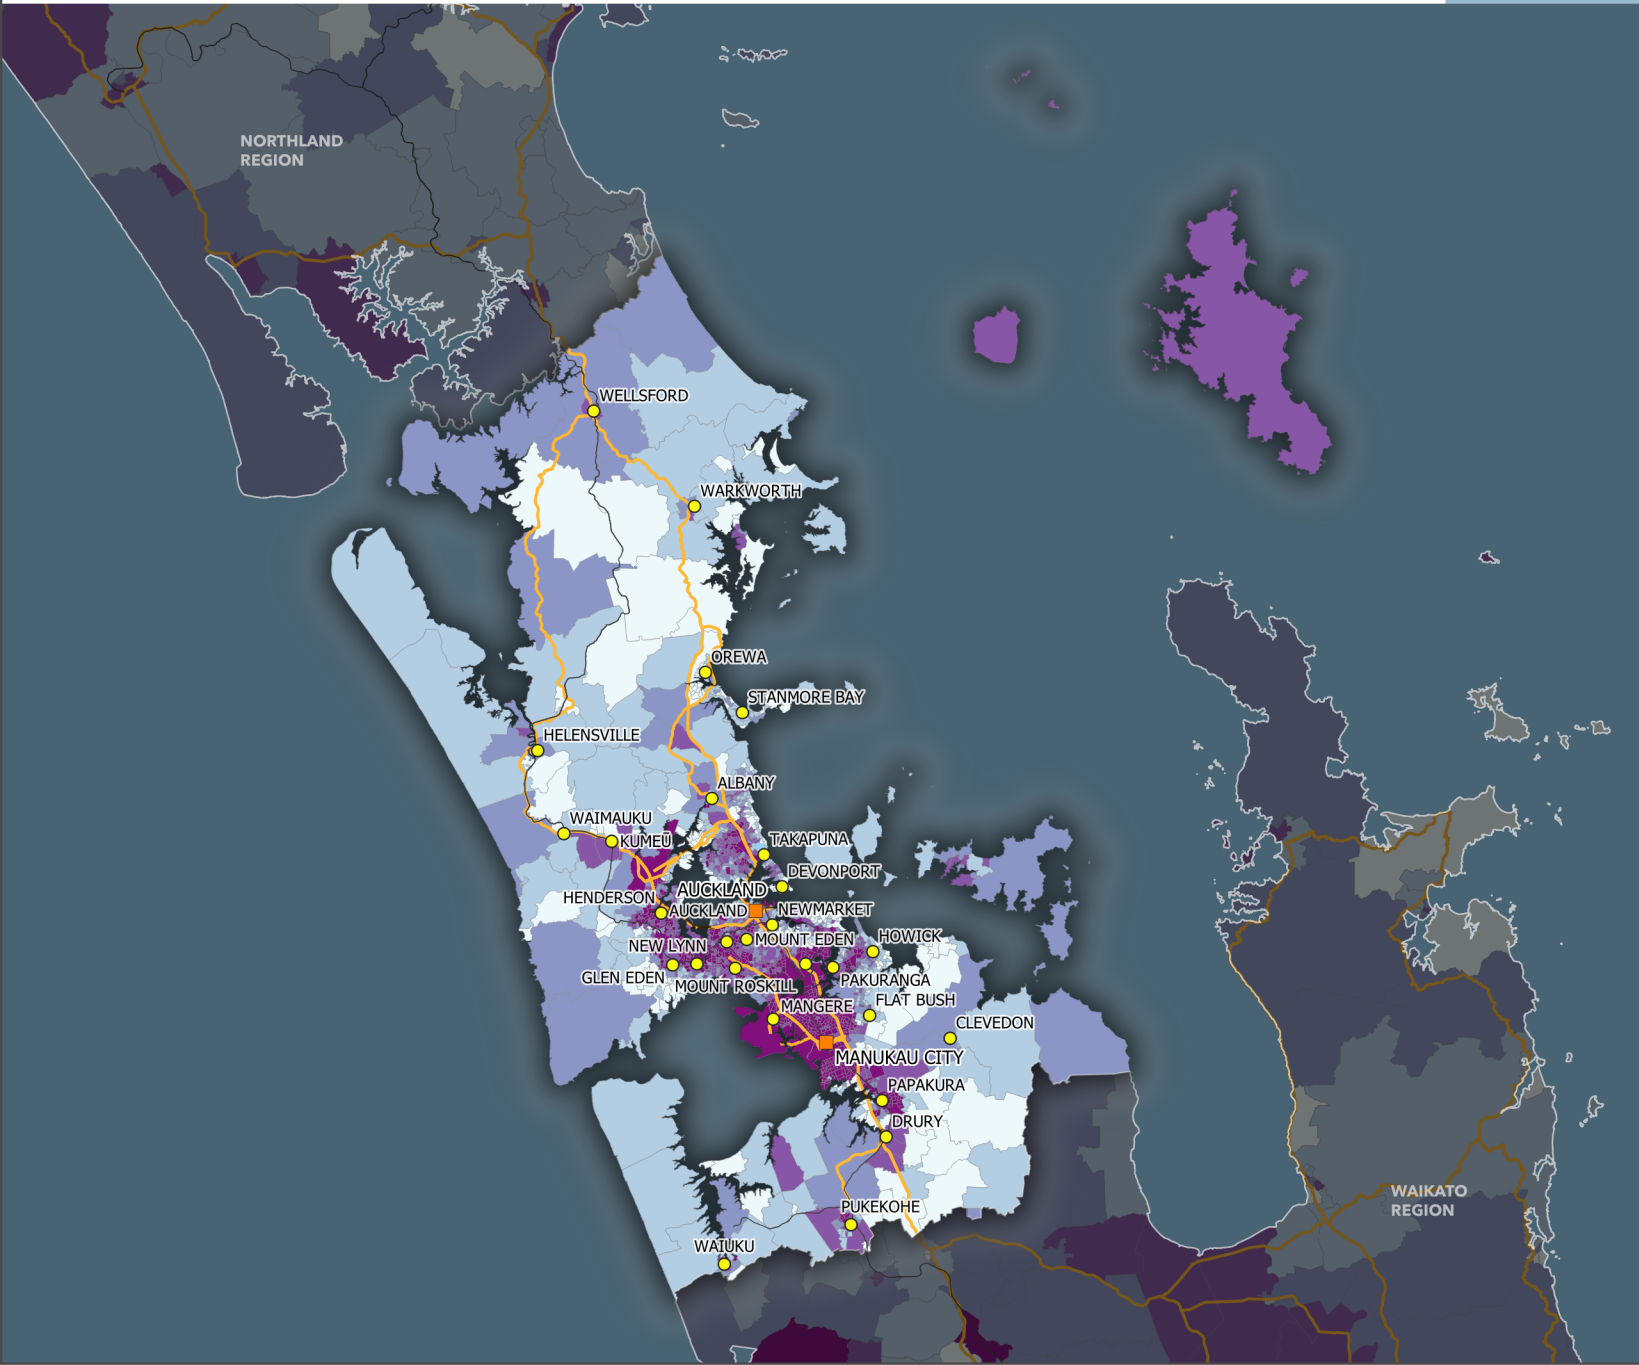 NORTHLAND
REGION
WELLSFORD
WARKWORTH
OREWA
STANMORE BAY
HELENSVILLE
ALBANY
WAIMAUKU
KUMEŪ
TAKAPUNA
DEVONPORT
AUCKLAND
HENDERSON
AUCKLAND
NEWMARKET
NEW LYNN
MOUNT EDEN
HOWICK
GLEN EDEN
MOUNT ROSKILL
PAKURANGA
FLAT BUSH
MANGERE
CLEVEDON
MANUKAU CITY
PAPAKURA
DRURY
WAIKATO
REGION
PUKEKOHE
WAIUKU